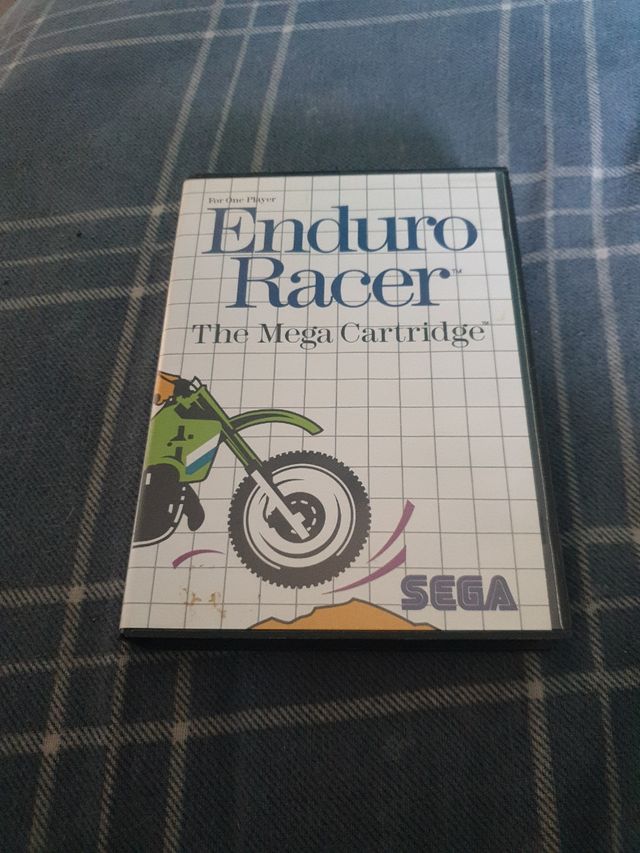 For One Player
Enduro
Racer™
The Mega Cartridge™
SEGA